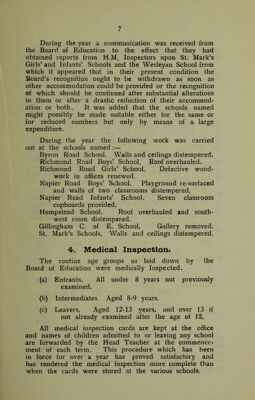 7
During the year a communication was received from
the Board of Education to the effect that they had
obtained reports from H.M. Inspectors upon St. Mark's
Girls' and Infants' Schools and the Wesleyan School from
which it appeared that in their present condition the
Board's recognition ought to be withdrawn as soon as
other accommodation could be provided or the recognition
of which should be continued after substantial alterations
in them or after a drastic reduction of their accommod-
ation or both. It was added that the schools named
might possibly be made suitable either for the same or
for reduced numbers but only by means of a large
expenditure.
During the year the following work was carried
out at the schools named :—
Byron Road School. Walls and ceilings distempered.
Richmond Road Boys' School. Roof overhauled.
Richmond Road Girls' School. Defective wood-
work in offices renewed.
Napier Road Boys' School. Playground re-surfaced
and walls of two classrooms distempered.
Napier Road Infants' School. Seven classroom
cupboards provided.
Hempstead School. Roof overhauled and south-
west room distempered.
Gillingham C. of E. School. Gallery removed.
St. Mark's Schools. Walls and ceilings distempered.
4. Medical Inspection.
The routine age groups as laid down by the
Board of Education were medically Inspected.
(a) Entrants. All under 8 years not previously
examined.
(b) Intermediates. Aged 8-9 years.
(c) Leavers. Aged 12-13 years, and over 13 if
not already examined after the age of 12.
All medical inspection cards are kept at the office
and names of children admitted to or leaving any school
are forwarded by the Head Teacher at the commence-
ment of each term. This procedure which has been
in force for over a year has proved satisfactory and
has rendered the medical inspection more complete than
when the cards were stored at the various schools.